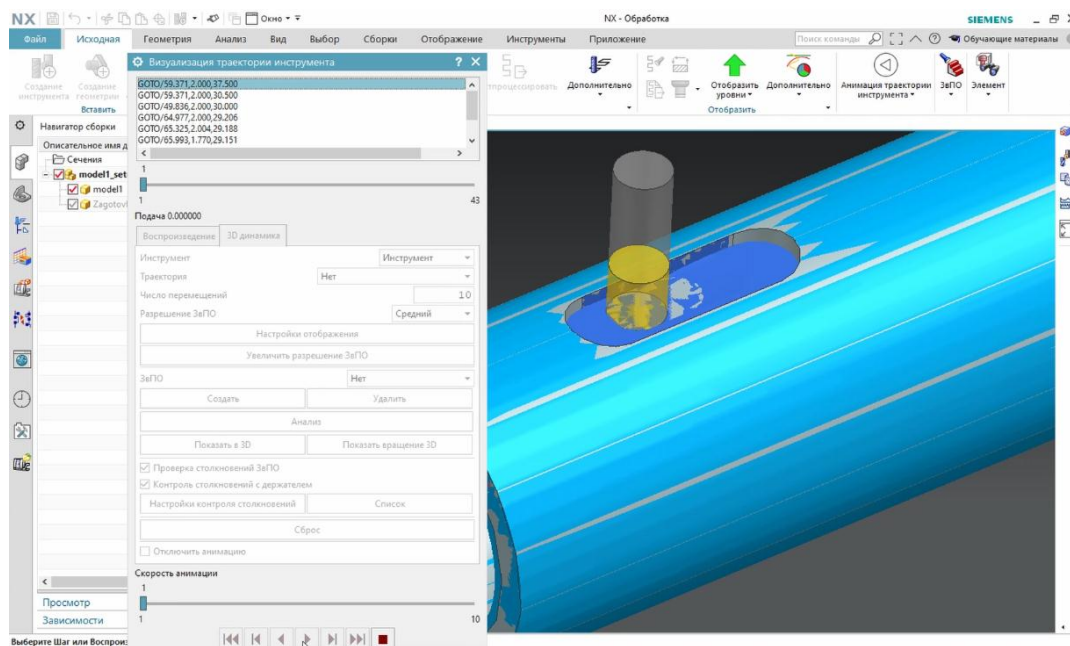 NX
Окно
NX - Обработка
SIEMENS
Файл Исходная Геометрия Анализ Вид Выбор Сборки Отображение Инструменты Приложение
Поиск команды
Обучающие материалы
Создание инструмента
Создание геометрии
Вставить
Дополнительно
Отобразить уровни
Дополнительно
Отобразить
Анимация траектории инструмента
ЗвПО
Элемент
Визуализация траектории инструмента
GOTO/59.371,2.000,37.500
GOTO/59.371,2.000,30.500
GOTO/49.836,2.000,30.000
GOTO/64.977,2.000,29.206
GOTO/65.325,2.004,29.188
GOTO/65.993,1.770,29.151
1
1 43
Подача 0.000000
Воспроизведение 3D динамика
Инструмент Инструмент
Траектория Нет
Число перемещений 10
Разрешение ЗвПО Средний
Настройки отображения
Увеличить разрешение ЗвПО
ЗвПО Нет
Создать Удалить
Анализ
Показать в 3D Показать вращение 3D
Проверка столкновений ЗвПО
Контроль столкновений с держателем
Настройки контроля столкновений Список
Сброс
Отключить анимацию
Скорость анимации
1
1 10
Навигатор сборки
Описательное имя д
Сечения
model1_set
model1
Zagotov
Просмотр
Зависимости
Выберите Шаг или Воспроиз